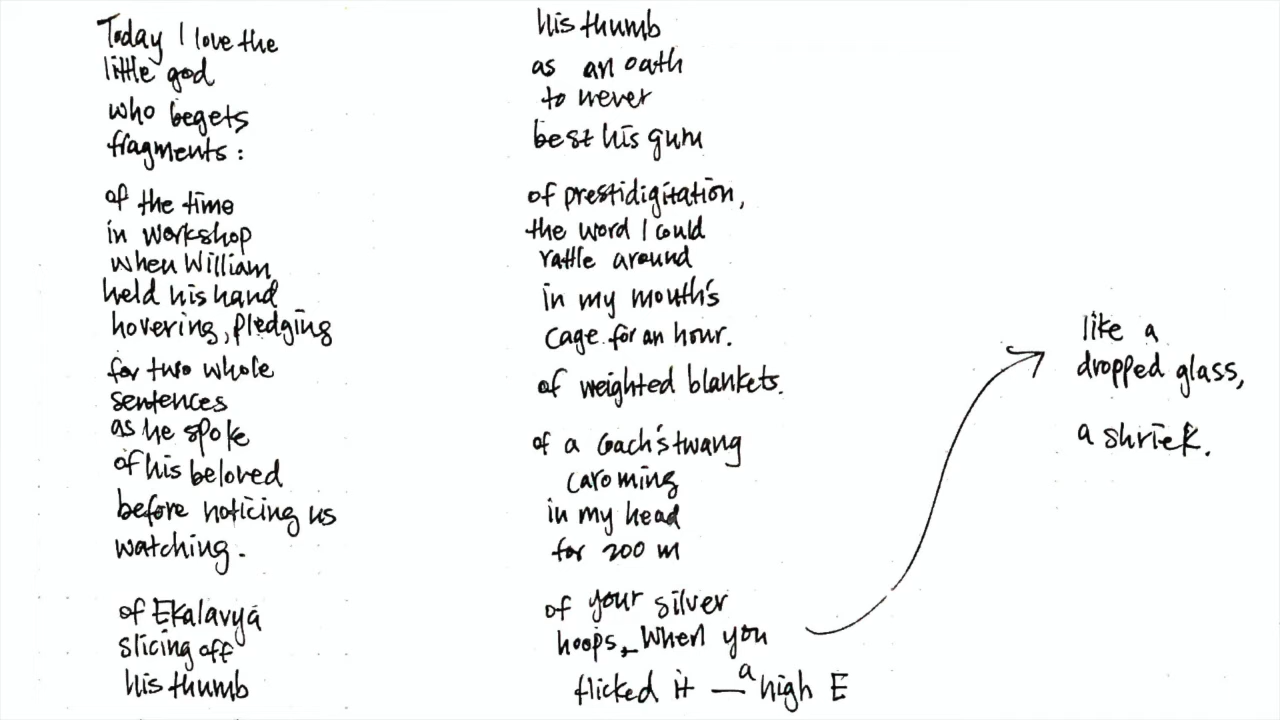 Today I love the
little god
who begets
fragments:
of the time
in workshop
when William
held his hand
hovering, pledging
for two whole
sentences
as he spoke
of his beloved
before noticing us
watching.
of Ekalavya
slicing off
his thumb
his thumb
as an oath
to never
best his gum
of prestidigitation,
the word I could
rattle around
in my mouth's
cage for an hour.
of weighted blankets.
of a coach's twang
caroming
in my head
for 200 m
of your silver
hoops, when you
flicked it — a high E
like a
dropped glass,
a shriek.